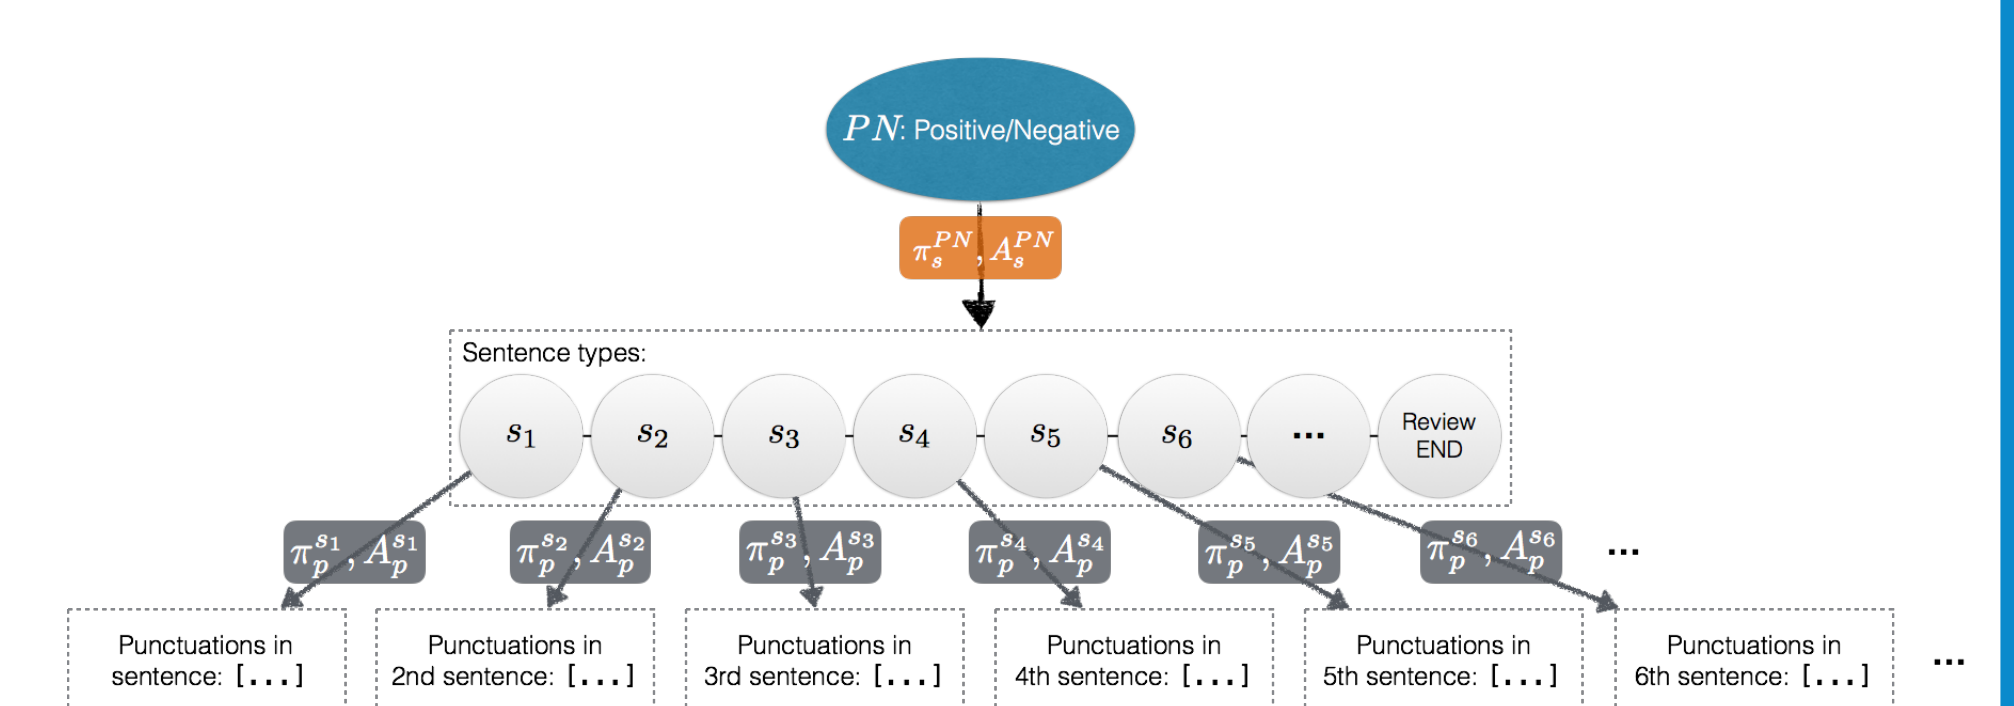 PN: Positive/Negative
π_s^{PN}, A_s^{PN}
Sentence types:
s₁ s₂ s₃ s₄ s₅ s₆ ... Review END
π_p^{s₁}, A_p^{s₁} π_p^{s₂}, A_p^{s₂} π_p^{s₃}, A_p^{s₃} π_p^{s₄}, A_p^{s₄} π_p^{s₅}, A_p^{s₅} π_p^{s₆}, A_p^{s₆} ...
Punctuations in
sentence: [...]
Punctuations in
2nd sentence: [...]
Punctuations in
3rd sentence: [...]
Punctuations in
4th sentence: [...]
Punctuations in
5th sentence: [...]
Punctuations in
6th sentence: [...]
...